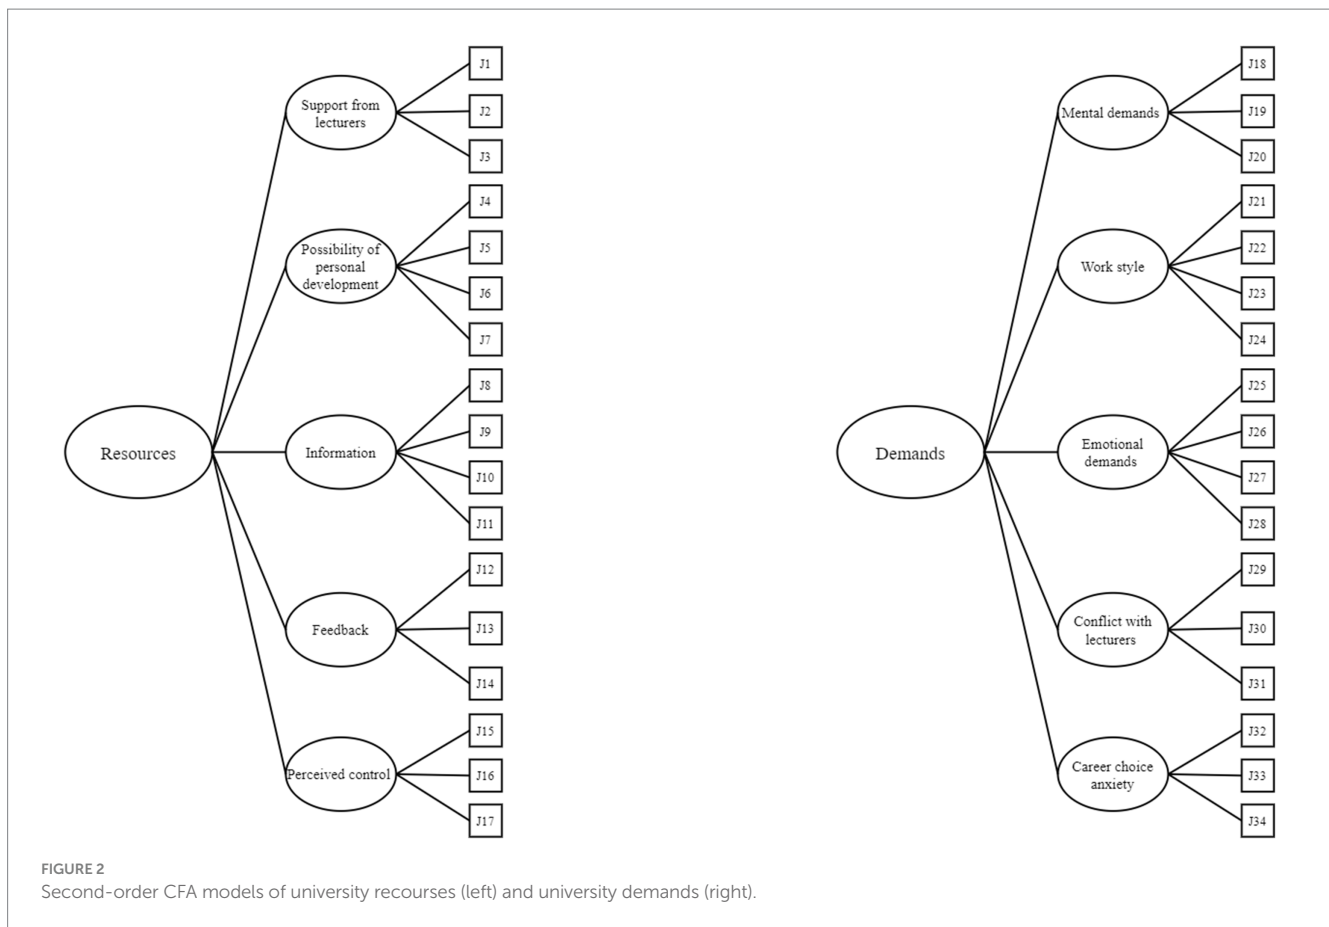 Resources
Support from
lecturers
J1
J2
J3
Possibility of
personal
development
J4
J5
J6
J7
Information
J8
J9
J10
J11
Feedback
J12
J13
J14
Perceived control
J15
J16
J17
Demands
Mental demands
J18
J19
J20
Work style
J21
J22
J23
J24
Emotional
demands
J25
J26
J27
J28
Conflict with
lecturers
J29
J30
J31
Career choice
anxiety
J32
J33
J34
FIGURE 2
Second-order CFA models of university recourses (left) and university demands (right).